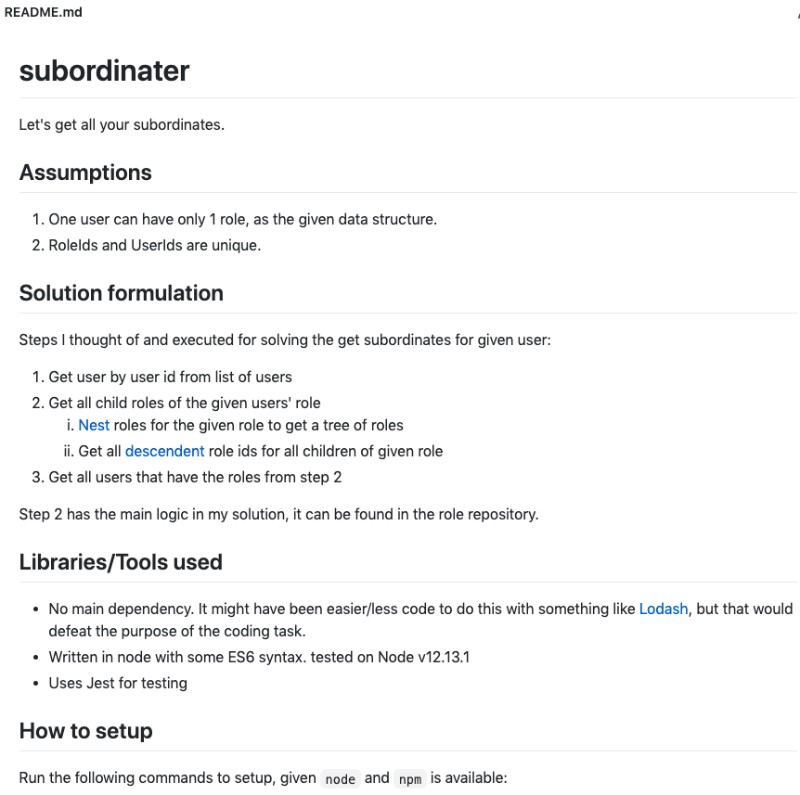 README.md
subordinater
Let's get all your subordinates.
Assumptions
1. One user can have only 1 role, as the given data structure.
2. RoleIds and UserIds are unique.
Solution formulation
Steps I thought of and executed for solving the get subordinates for given user:
1. Get user by user id from list of users
2. Get all child roles of the given users' role
i. Nest roles for the given role to get a tree of roles
ii. Get all descendent role ids for all children of given role
3. Get all users that have the roles from step 2
Step 2 has the main logic in my solution, it can be found in the role repository.
Libraries/Tools used
• No main dependency. It might have been easier/less code to do this with something like Lodash, but that would
defeat the purpose of the coding task.
• Written in node with some ES6 syntax. tested on Node v12.13.1
• Uses Jest for testing
How to setup
Run the following commands to setup, given node and npm is available: